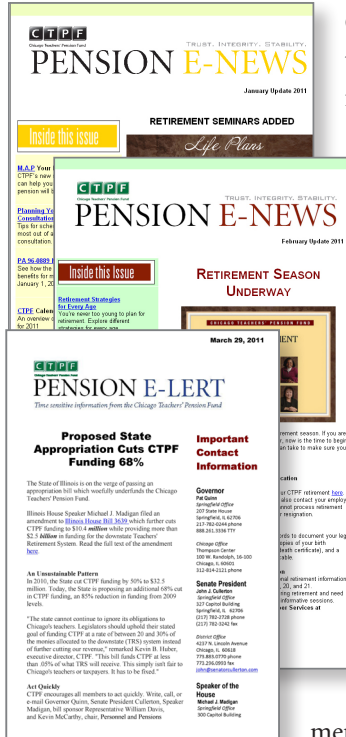 CTPF
Chicago Teachers' Pension Fund
TRUST. INTEGRITY. STABILITY.
PENSION E-NEWS
January Update 2011
Inside this issue
RETIREMENT SEMINARS ADDED
Life Plans
M.A.P Your
CTPF's new
can help you
pension will b
Planning Yo
Consultation
Tips for sche
most out of a
consultation.
PA 96-0889
See how the
benefits for m
January 1, 20
CTPF Calen
An overview o
for 2011
CTPF
Chicago Teachers' Pension Fund
TRUST. INTEGRITY. STABILITY.
PENSION E-NEWS
February Update 2011
Inside this Issue
Retirement Strategies
for Every Age
You're never too young to plan for
retirement. Explore different
strategies for every age
RETIREMENT SEASON
UNDERWAY
CHICAGO TEACHERS' PENSION FUND
MENT
rement season. If you are
, now is the time to begin
an take to make sure you
cation
ur CTPF retirement here.
also contact your employ
nnot process retirement
r resignation.
rds to document your leg
opies of your birth
eath certificate), and a
cable.
n
nal retirement information
, 20, and 21.
ring retirement and need
informative sessions.
er Services at
March 29, 2011
CTPF
Chicago Teachers' Pension Fund
PENSION E-LERT
Time sensitive information from the Chicago Teachers' Pension Fund
Proposed State
Appropriation Cuts CTPF
Funding 68%
The State of Illinois is on the verge of passing an
appropriation bill which woefully underfunds the Chicago
Teachers' Pension Fund.
Illinois House Speaker Michael J. Madigan filed an
amendment to Illinois House Bill 3639 which further cuts
CTPF funding to $10.4 million while providing more than
$2.5 billion in funding for the downstate Teachers'
Retirement System. Read the full text of the amendment
here.
An Unsustainable Pattern
In 2010, the State cut CTPF funding by 50% to $32.5
million. Today, the State is proposing an additional 68% cut
in CTPF funding, an 85% reduction in funding from 2009
levels.
"The state cannot continue to ignore its obligations to
Chicago's teachers. Legislators should uphold their stated
goal of funding CTPF at a rate of between 20 and 30% of
the monies allocated to the downstate (TRS) system instead
of further cutting our revenue," remarked Kevin B. Huber,
executive director, CTPF. "This bill funds CTPF at less
than .05% of what TRS will receive. This simply isn't fair to
Chicago's teachers or taxpayers. It has to be fixed."
Act Quickly
CTPF encourages all members to act quickly. Write, call, or
e-mail Governor Quinn, Senate President Cullerton, Speaker
Madigan, bill sponsor Representative William Davis,
and Kevin McCarthy, chair, Personnel and Pensions
Important
Contact
Information
Governor
Pat Quinn
Springfield Office
207 State House
Springfield, IL 62706
217-782-0244 phone
888.261.3336 TTY
Chicago Office
Thompson Center
100 W. Randolph, 16-100
Chicago, IL 60601
312-814-2121 phone
Senate President
John J. Cullerton
Springfield Office
327 Capitol Building
Springfield, IL 62706
(217) 782-2728 phone
(217) 782-3242 fax
District Office
4237 N. Lincoln Avenue
Chicago, IL 60618
773.883.0770 phone
773.296.0993 fax
john@senatorcullerton.com
Speaker of the
House
Michael J. Madigan
Springfield Office
300 Capitol Building
mer